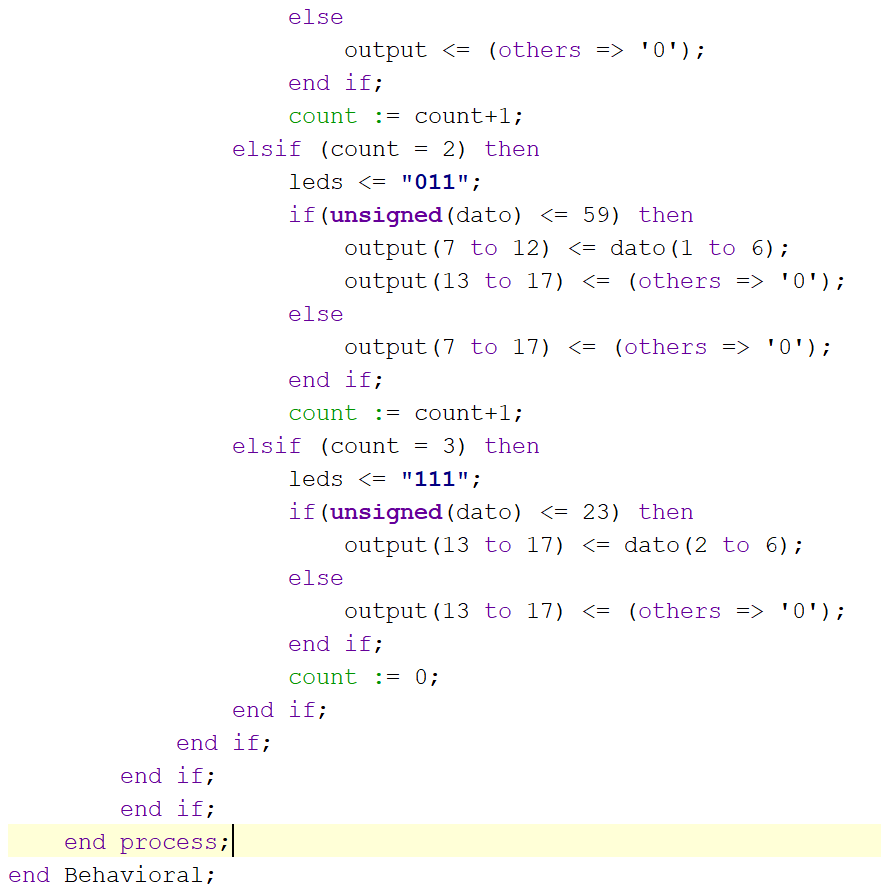 else
                        output <= (others => '0');
                    end if;
                    count := count+1;
                elsif (count = 2) then
                    leds <= "011";
                    if(unsigned(dato) <= 59) then
                        output(7 to 12) <= dato(1 to 6);
                        output(13 to 17) <= (others => '0');
                    else
                        output(7 to 17) <= (others => '0');
                    end if;
                    count := count+1;
                elsif (count = 3) then
                    leds <= "111";
                    if(unsigned(dato) <= 23) then
                        output(13 to 17) <= dato(2 to 6);
                    else
                        output(13 to 17) <= (others => '0');
                    end if;
                    count := 0;
                end if;
            end if;
        end if;
        end if;
    end process;
end Behavioral;